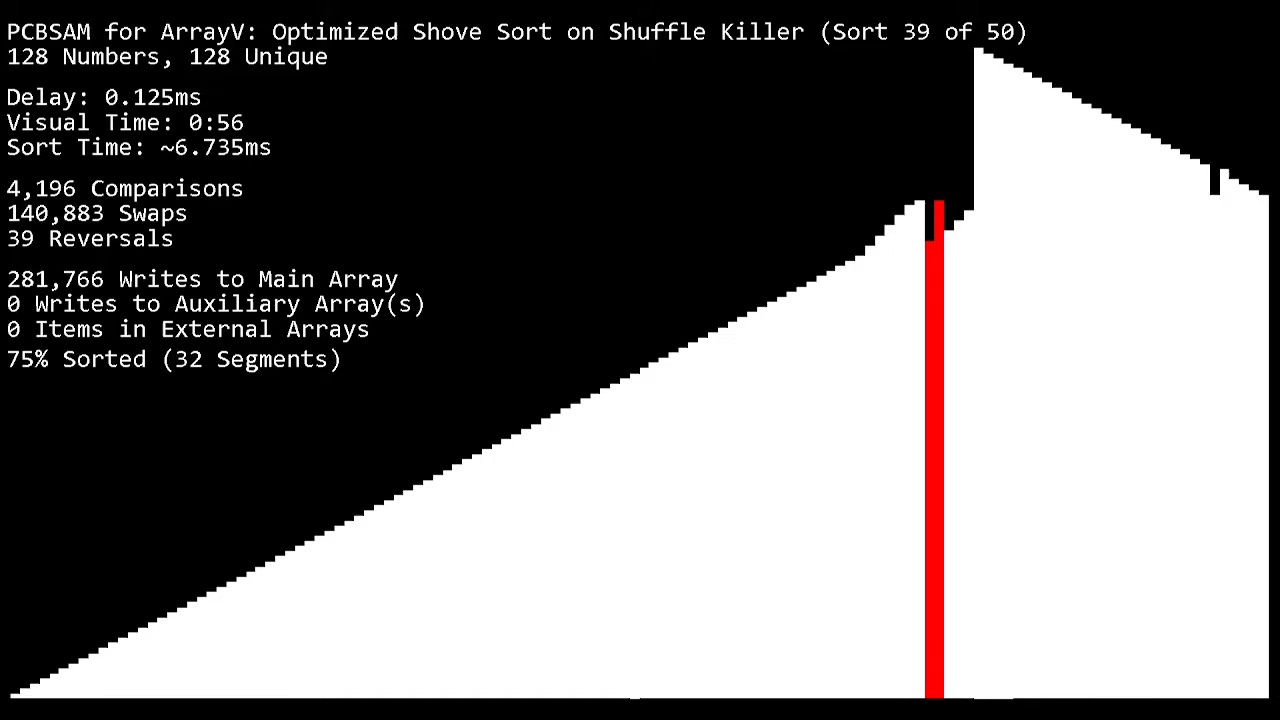 PCBSAM for ArrayV: Optimized Shove Sort on Shuffle Killer (Sort 39 of 50)
128 Numbers, 128 Unique
Delay: 0.125ms
Visual Time: 0:56
Sort Time: ~6.735ms
4,196 Comparisons
140,883 Swaps
39 Reversals
281,766 Writes to Main Array
0 Writes to Auxiliary Array(s)
0 Items in External Arrays
75% Sorted (32 Segments)